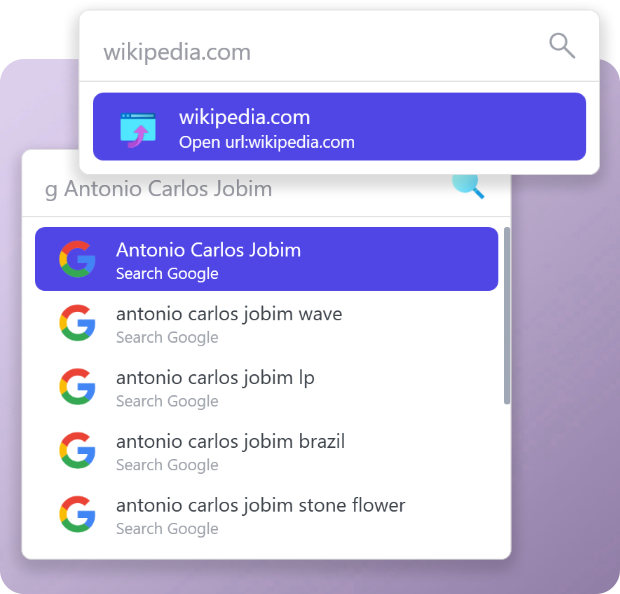 wikipedia.com
wikipedia.com
Open url:wikipedia.com
g Antonio Carlos Jobim
Antonio Carlos Jobim
Search Google
antonio carlos jobim wave
Search Google
antonio carlos jobim lp
Search Google
antonio carlos jobim brazil
Search Google
antonio carlos jobim stone flower
Search Google